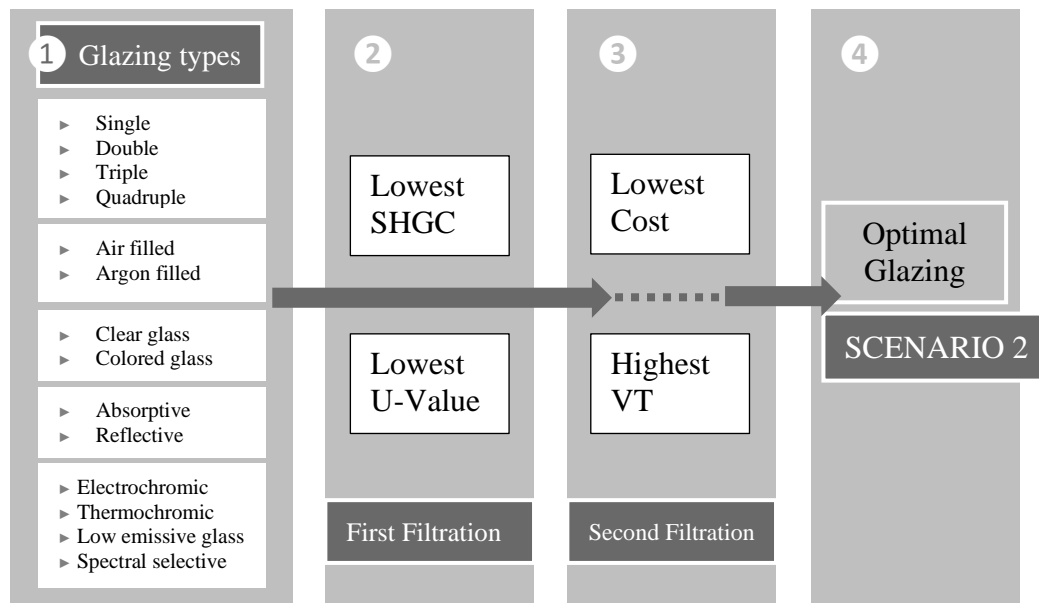 1 Glazing types
► Single
► Double
► Triple
► Quadruple
► Air filled
► Argon filled
► Clear glass
► Colored glass
► Absorptive
► Reflective
► Electrochromic
► Thermochromic
► Low emissive glass
► Spectral selective
2
Lowest
SHGC
Lowest
U-Value
First Filtration
3
Lowest
Cost
Highest
VT
Second Filtration
4
Optimal
Glazing
SCENARIO 2